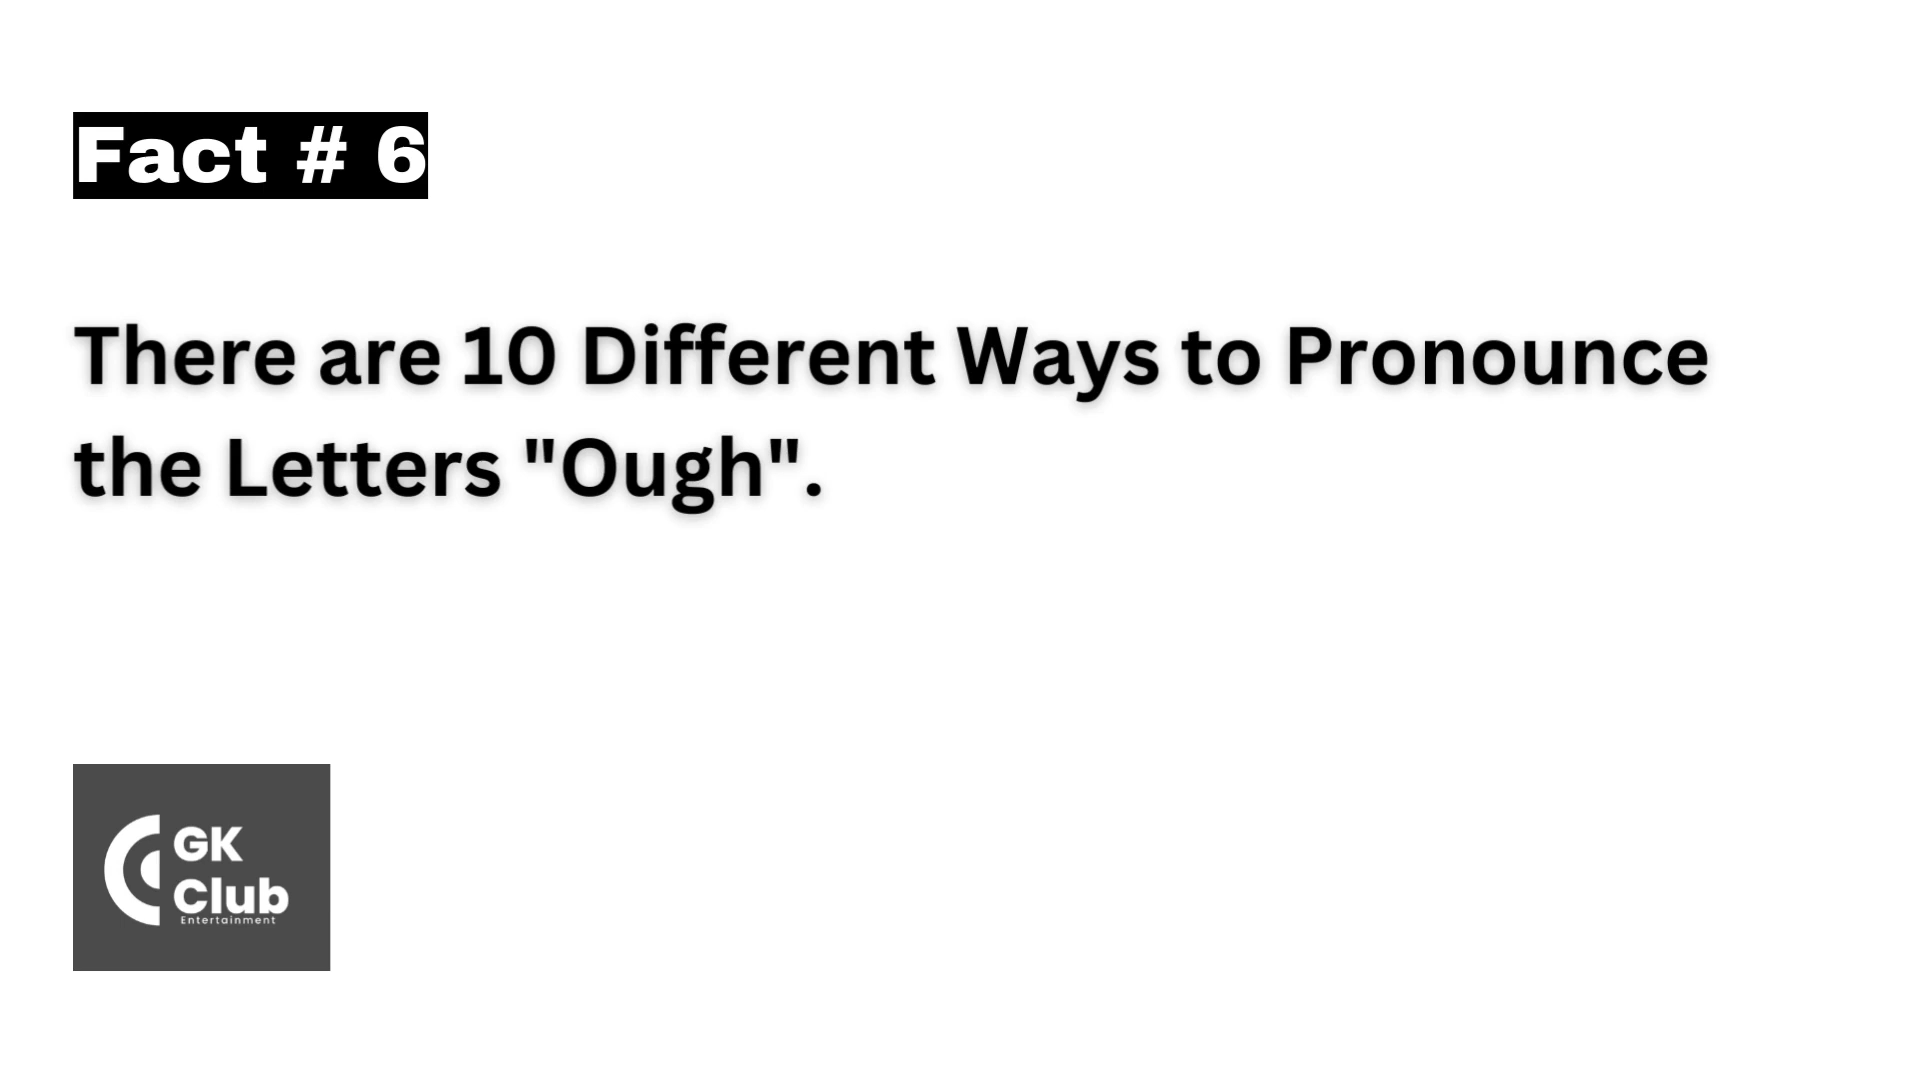 Fact # 6
There are 10 Different Ways to Pronounce
the Letters "Ough".
GK
Club
Entertainment